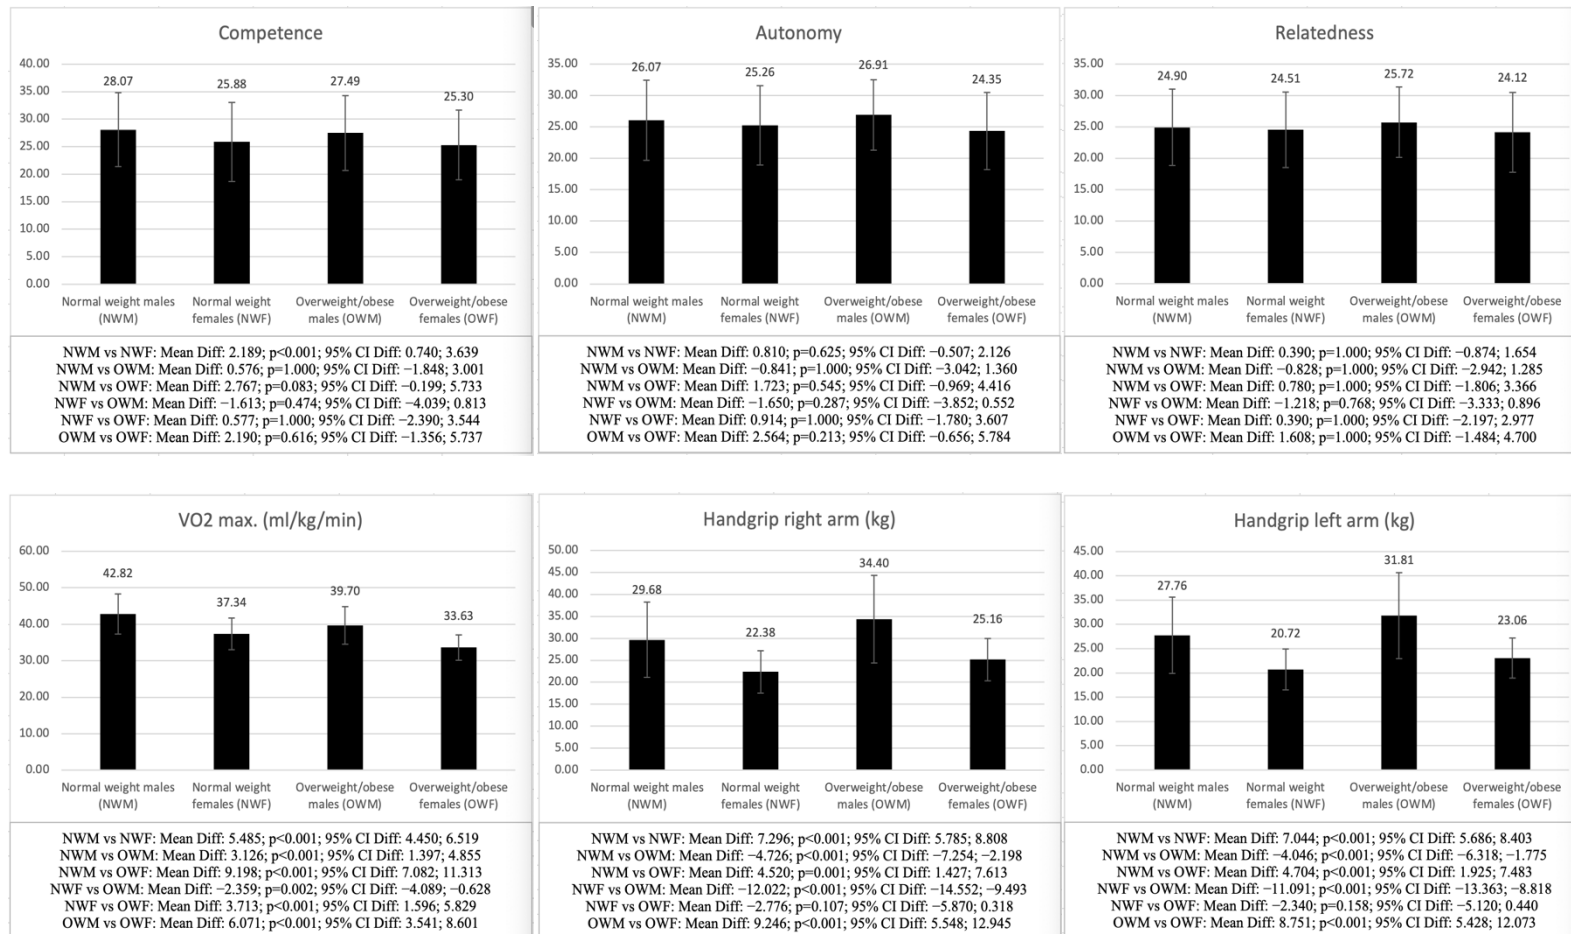 Competence
40.00
35.00
30.00
25.00
20.00
15.00
10.00
5.00
0.00
28.07
25.88
27.49
25.30
Normal weight males (NWM)
Normal weight females (NWF)
Overweight/obese males (OWM)
Overweight/obese females (OWF)
NWM vs NWF: Mean Diff: 2.189; p<0.001; 95% CI Diff: 0.740; 3.639
NWM vs OWM: Mean Diff: 0.576; p=1.000; 95% CI Diff: −1.848; 3.001
NWM vs OWF: Mean Diff: 2.767; p=0.083; 95% CI Diff: −0.199; 5.733
NWF vs OWM: Mean Diff: −1.613; p=0.474; 95% CI Diff: −4.039; 0.813
NWF vs OWF: Mean Diff: 0.577; p=1.000; 95% CI Diff: −2.390; 3.544
OWM vs OWF: Mean Diff: 2.190; p=0.616; 95% CI Diff: −1.356; 5.737
Autonomy
35.00
30.00
25.00
20.00
15.00
10.00
5.00
0.00
26.07
25.26
26.91
24.35
Normal weight males (NWM)
Normal weight females (NWF)
Overweight/obese males (OWM)
Overweight/obese females (OWF)
NWM vs NWF: Mean Diff: 0.810; p=0.625; 95% CI Diff: −0.507; 2.126
NWM vs OWM: Mean Diff: −0.841; p=1.000; 95% CI Diff: −3.042; 1.360
NWM vs OWF: Mean Diff: 1.723; p=0.545; 95% CI Diff: −0.969; 4.416
NWF vs OWM: Mean Diff: −1.650; p=0.287; 95% CI Diff: −3.852; 0.552
NWF vs OWF: Mean Diff: 0.914; p=1.000; 95% CI Diff: −1.780; 3.607
OWM vs OWF: Mean Diff: 2.564; p=0.213; 95% CI Diff: −0.656; 5.784
Relatedness
35.00
30.00
25.00
20.00
15.00
10.00
5.00
0.00
24.90
24.51
25.72
24.12
Normal weight males (NWM)
Normal weight females (NWF)
Overweight/obese males (OWM)
Overweight/obese females (OWF)
NWM vs NWF: Mean Diff: 0.390; p=1.000; 95% CI Diff: −0.874; 1.654
NWM vs OWM: Mean Diff: −0.828; p=1.000; 95% CI Diff: −2.942; 1.285
NWM vs OWF: Mean Diff: 0.780; p=1.000; 95% CI Diff: −1.806; 3.366
NWF vs OWM: Mean Diff: −1.218; p=0.768; 95% CI Diff: −3.333; 0.896
NWF vs OWF: Mean Diff: 0.390; p=1.000; 95% CI Diff: −2.197; 2.977
OWM vs OWF: Mean Diff: 1.608; p=1.000; 95% CI Diff: −1.484; 4.700
VO2 max. (ml/kg/min)
60.00
50.00
40.00
30.00
20.00
10.00
0.00
42.82
37.34
39.70
33.63
Normal weight males (NWM)
Normal weight females (NWF)
Overweight/obese males (OWM)
Overweight/obese females (OWF)
NWM vs NWF: Mean Diff: 5.485; p<0.001; 95% CI Diff: 4.450; 6.519
NWM vs OWM: Mean Diff: 3.126; p<0.001; 95% CI Diff: 1.397; 4.855
NWM vs OWF: Mean Diff: 9.198; p<0.001; 95% CI Diff: 7.082; 11.313
NWF vs OWM: Mean Diff: −2.359; p=0.002; 95% CI Diff: −4.089; −0.628
NWF vs OWF: Mean Diff: 3.713; p<0.001; 95% CI Diff: 1.596; 5.829
OWM vs OWF: Mean Diff: 6.071; p<0.001; 95% CI Diff: 3.541; 8.601
Handgrip right arm (kg)
50.00
45.00
40.00
35.00
30.00
25.00
20.00
15.00
10.00
5.00
0.00
29.68
22.38
34.40
25.16
Normal weight males (NWM)
Normal weight females (NWF)
Overweight/obese males (OWM)
Overweight/obese females (OWF)
NWM vs NWF: Mean Diff: 7.296; p<0.001; 95% CI Diff: 5.785; 8.808
NWM vs OWM: Mean Diff: −4.726; p<0.001; 95% CI Diff: −7.254; −2.198
NWM vs OWF: Mean Diff: 4.520; p=0.001; 95% CI Diff: 1.427; 7.613
NWF vs OWM: Mean Diff: −12.022; p<0.001; 95% CI Diff: −14.552; −9.493
NWF vs OWF: Mean Diff: −2.776; p=0.107; 95% CI Diff: −5.870; 0.318
OWM vs OWF: Mean Diff: 9.246; p<0.001; 95% CI Diff: 5.548; 12.945
Handgrip left arm (kg)
45.00
40.00
35.00
30.00
25.00
20.00
15.00
10.00
5.00
0.00
27.76
20.72
31.81
23.06
Normal weight males (NWM)
Normal weight females (NWF)
Overweight/obese males (OWM)
Overweight/obese females (OWF)
NWM vs NWF: Mean Diff: 7.044; p<0.001; 95% CI Diff: 5.686; 8.403
NWM vs OWM: Mean Diff: −4.046; p<0.001; 95% CI Diff: −6.318; −1.775
NWM vs OWF: Mean Diff: 4.704; p<0.001; 95% CI Diff: 1.925; 7.483
NWF vs OWM: Mean Diff: −11.091; p<0.001; 95% CI Diff: −13.363; −8.818
NWF vs OWF: Mean Diff: −2.340; p=0.158; 95% CI Diff: −5.120; 0.440
OWM vs OWF: Mean Diff: 8.751; p<0.001; 95% CI Diff: 5.428; 12.073